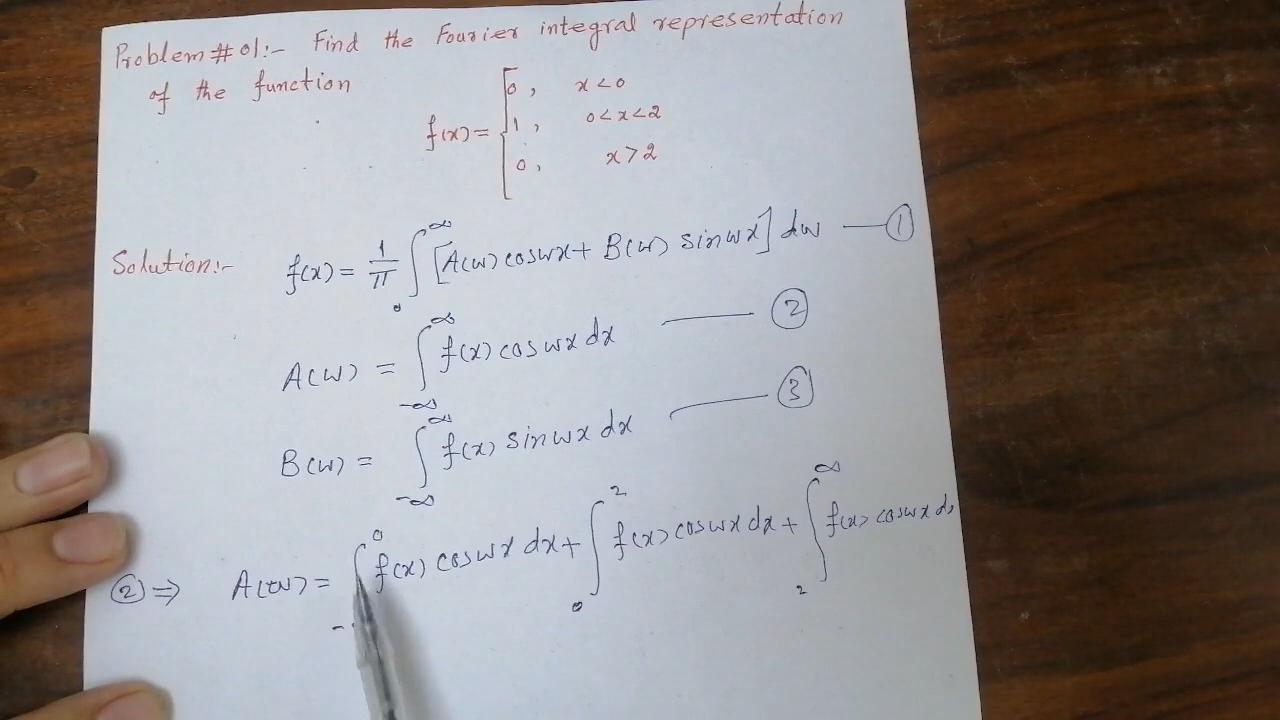 Problem # 01:- Find the Fourier integral representation
of the function
f(x) = { 0, x < 0
1, 0 < x < 2
0, x > 2
Solution:- f(x) = 1/π ∫₀^∞ [A(w) cos wx + B(w) sin wx] dw — ①
A(w) = ∫_{-∞}^{∞} f(x) cos wx dx — ②
B(w) = ∫_{-∞}^{∞} f(x) sin wx dx — ③
② ⇒ A(w) = ∫^0 f(x) cos wx dx + ∫₀² f(x) cos wx dx + ∫₂^∞ f(x) cos wx d